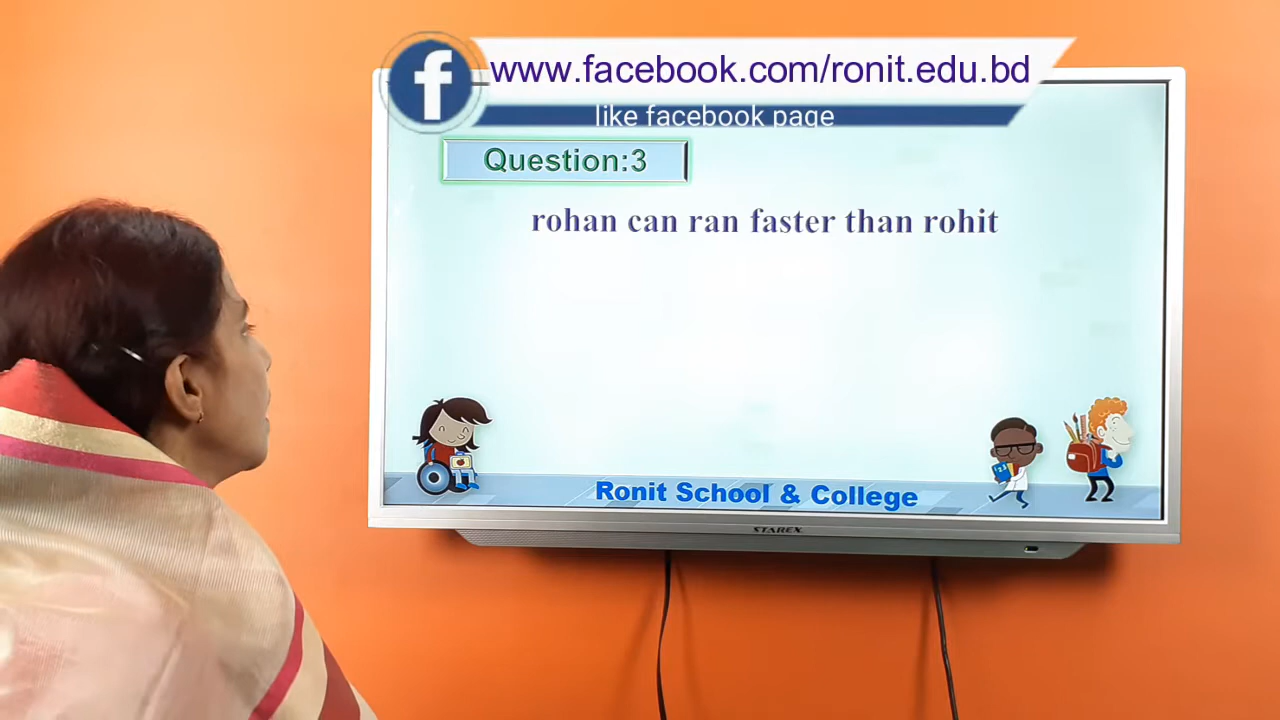 www.facebook.com/ronit.edu.bd
like facebook page
Question:3
rohan can ran faster than rohit
Ronit School & College
STAREX